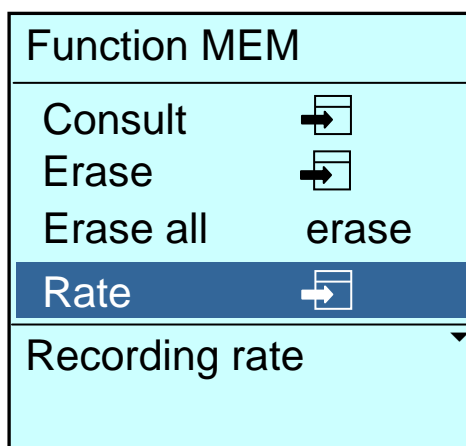 Function MEM
Consult
Erase
Erase all erase
Rate
Recording rate